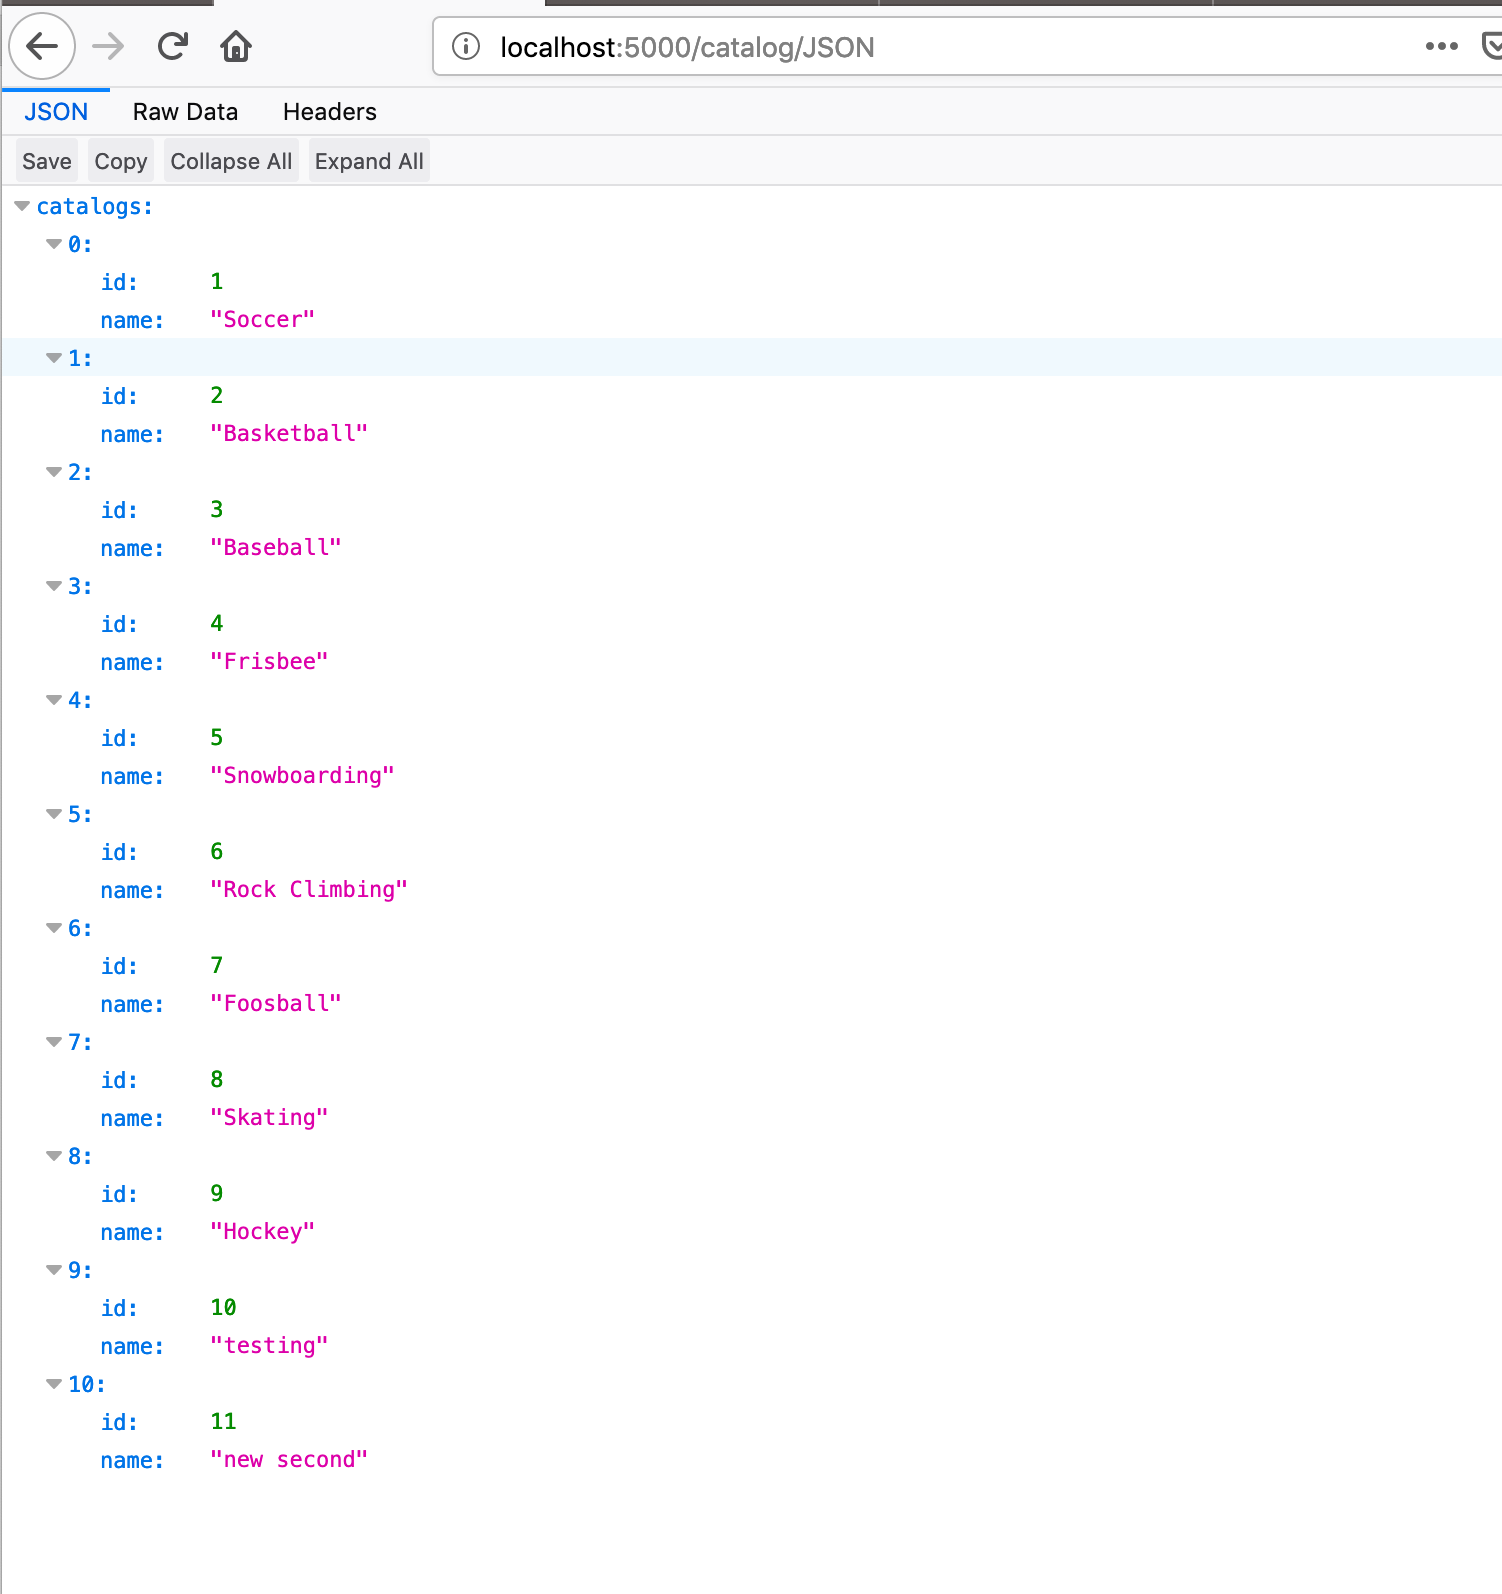 localhost:5000/catalog/JSON
JSON Raw Data Headers
Save Copy Collapse All Expand All
catalogs:
0:
id: 1
name: "Soccer"
1:
id: 2
name: "Basketball"
2:
id: 3
name: "Baseball"
3:
id: 4
name: "Frisbee"
4:
id: 5
name: "Snowboarding"
5:
id: 6
name: "Rock Climbing"
6:
id: 7
name: "Foosball"
7:
id: 8
name: "Skating"
8:
id: 9
name: "Hockey"
9:
id: 10
name: "testing"
10:
id: 11
name: "new second"